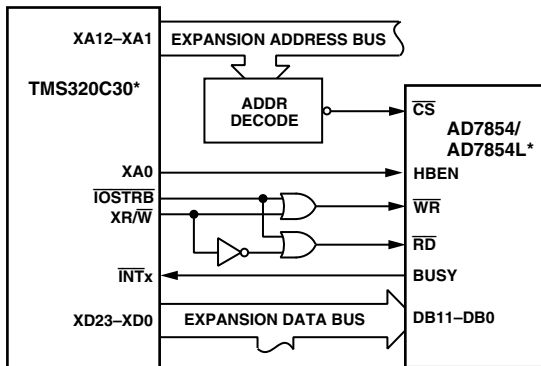 XA12–XA1
EXPANSION ADDRESS BUS
TMS320C30*
ADDR
DECODE
CS
AD7854/
AD7854L*
XA0
HBEN
IOSTRB
WR
XR/W
RD
INTx
BUSY
XD23–XD0
EXPANSION DATA BUS
DB11–DB0